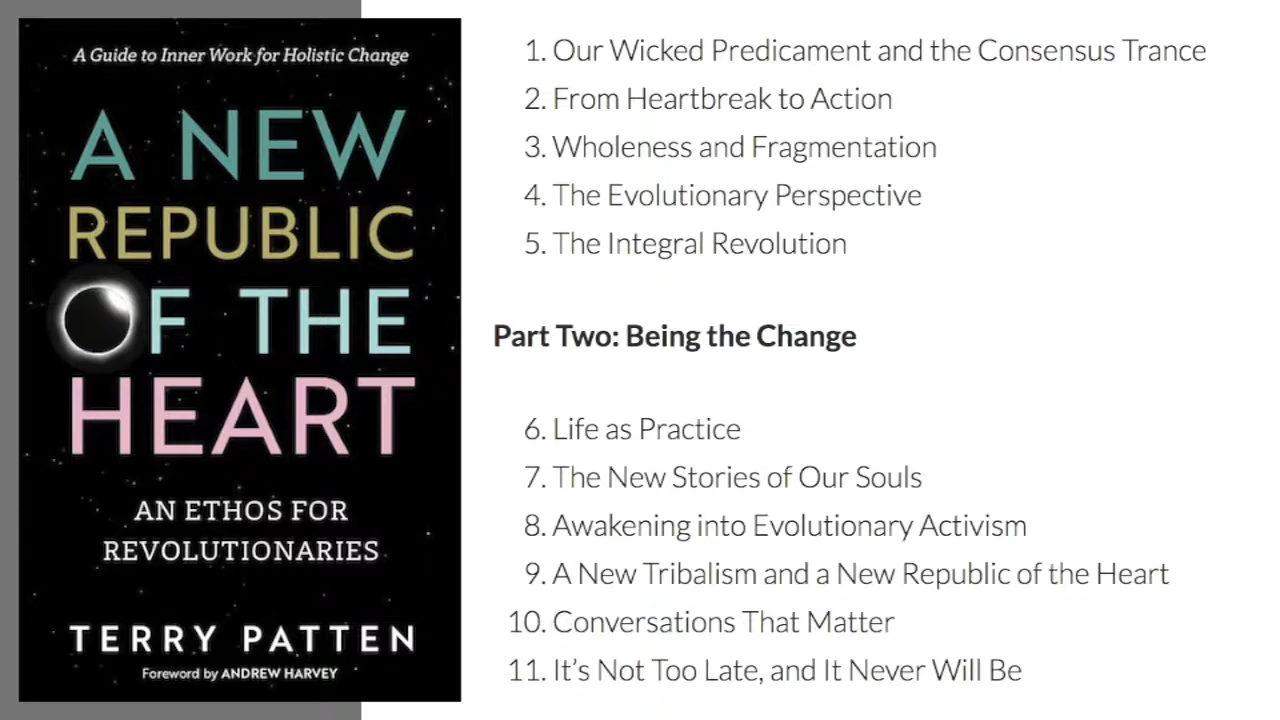 A Guide to Inner Work for Holistic Change
A NEW
REPUBLIC
OF THE
HEART
AN ETHOS FOR
REVOLUTIONARIES
TERRY PATTEN
Foreword by ANDREW HARVEY
1. Our Wicked Predicament and the Consensus Trance
2. From Heartbreak to Action
3. Wholeness and Fragmentation
4. The Evolutionary Perspective
5. The Integral Revolution
Part Two: Being the Change
6. Life as Practice
7. The New Stories of Our Souls
8. Awakening into Evolutionary Activism
9. A New Tribalism and a New Republic of the Heart
10. Conversations That Matter
11. It’s Not Too Late, and It Never Will Be